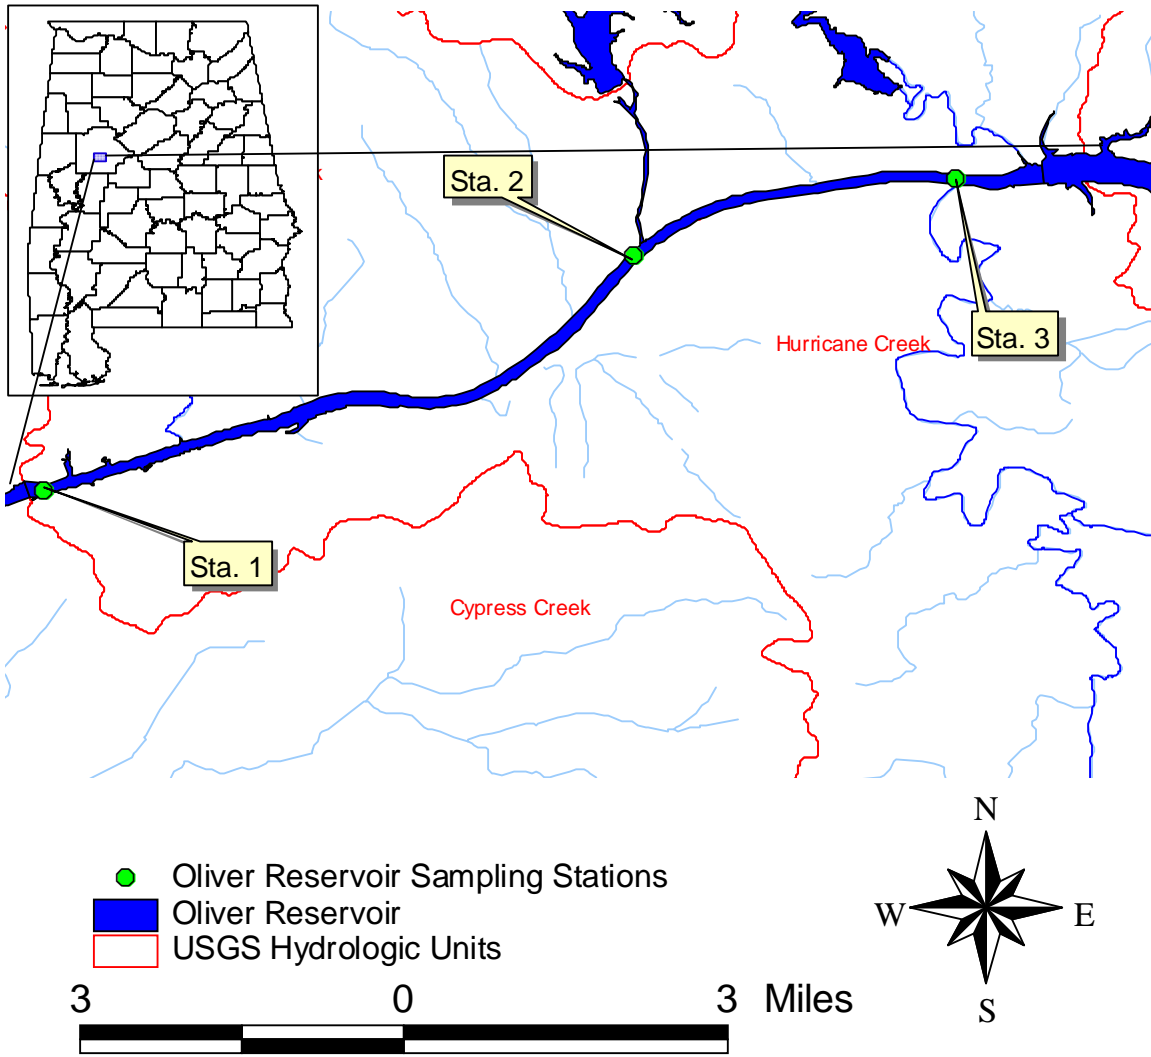 Sta. 2
Sta. 3
Hurricane Creek
Sta. 1
Cypress Creek
N
W
E
S
Oliver Reservoir Sampling Stations
Oliver Reservoir
USGS Hydrologic Units
3 0 3 Miles